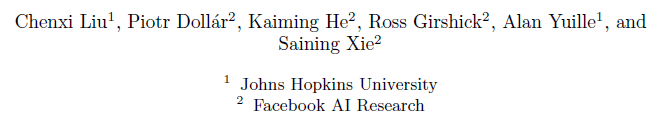 Chenxi Liu¹, Piotr Dollár², Kaiming He², Ross Girshick², Alan Yuille¹, and
Saining Xie²
¹ Johns Hopkins University
² Facebook AI Research